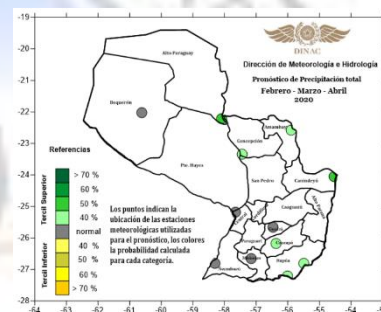 DINAC
Dirección de Meteorología e Hidrología
Pronóstico de Precipitación total
Febrero - Marzo - Abril
2020
-19
-20
-21
-22
-23
-24
-25
-26
-27
-28
Alto Paraguay
Boquerón
Amambay
Concepción
Pte. Hayes
San Pedro
Canindeyú
Caaguazú
Paraguarí
Caazapá
Itapúa
Referencias
Tercil Superior
> 70 %
60 %
50 %
40 %
normal
Tercil Inferior
40 %
50 %
60 %
> 70 %
Los puntos indican la
ubicación de las estaciones
meteorológicas utilizadas
para el pronóstico, los colores
la probabilidad calculada
para cada categoría.
-64 -63 -62 -61 -60 -59 -58 -57 -56 -55 -54